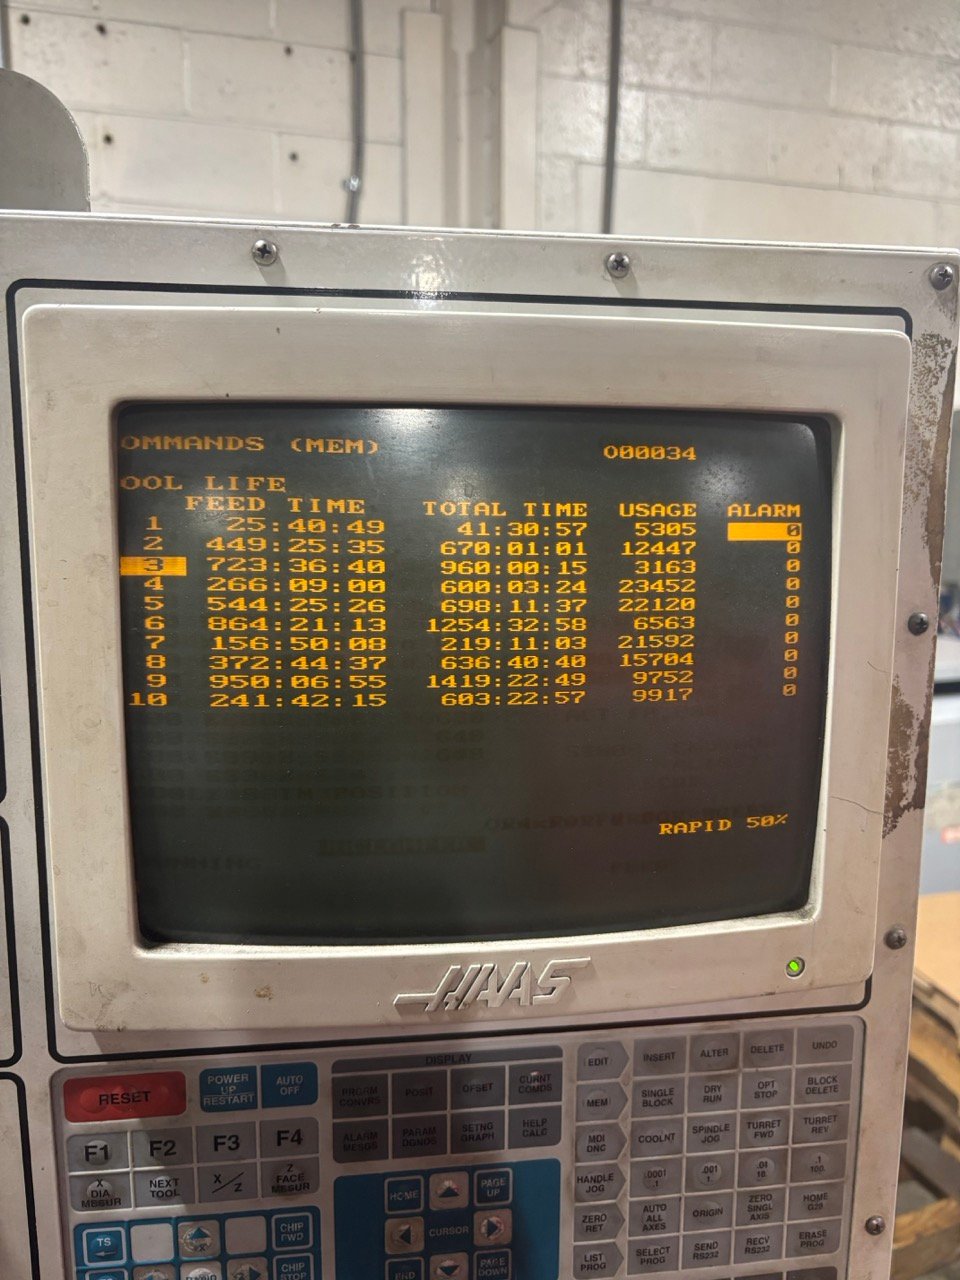 OMMANDS (MEM) O00034
OOL LIFE
FEED TIME TOTAL TIME USAGE ALARM
1 25:40:49 41:30:57 5305 0
2 449:25:35 670:01:01 12447 0
3 723:36:40 960:00:15 3163 0
4 266:09:00 600:03:24 23452 0
5 544:25:26 698:11:37 22120 0
6 864:21:13 1254:32:58 6563 0
7 156:50:08 219:11:03 21592 0
8 372:44:37 636:40:40 15704 0
9 950:06:55 1419:22:49 9752 0
10 241:42:15 603:22:57 9917 0
RAPID 50%
HAAS
DISPLAY
RESET
POWER UP RESTART
AUTO OFF
PRGRM CONVRS
POSIT
OFSET
CURNT COMDS
EDIT
INSERT
ALTER
DELETE
UNDO
MEM
SINGLE BLOCK
DRY RUN
OPT STOP
BLOCK DELETE
F1
F2
F3
F4
ALARM MESGS
PARAM DGNOS
SETNG GRAPH
HELP CALC
MDI DNC
COOLNT
SPINDLE JOG
TURRET FWD
TURRET REV
X DIA MESUR
NEXT TOOL
X/Z
Z FACE MESUR
HOME
PAGE UP
HANDLE JOG
.0001 .1
.001 1.
.01 10.
.1 100.
TS
CHIP FWD
CURSOR
ZERO RET
AUTO ALL AXES
ORIGIN
ZERO SINGL AXIS
HOME G28
CHIP STOP
END
PAGE DOWN
LIST PROG
SELECT PROG
SEND RS232
RECV RS232
ERASE PROG